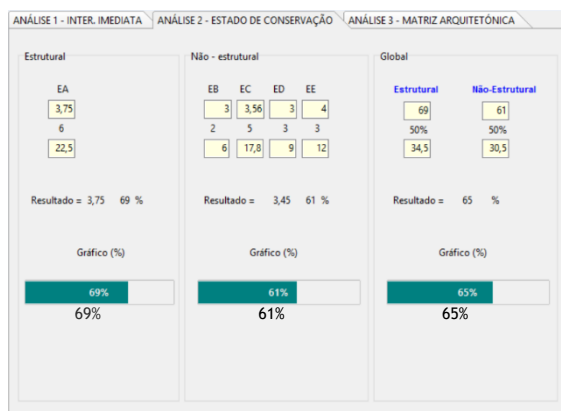 ANÁLISE 1 - INTER. IMEDIATA ANÁLISE 2 - ESTADO DE CONSERVAÇÃO ANÁLISE 3 - MATRIZ ARQUITETÓNICA
Estrutural
EA
3,75
6
22,5
Resultado = 3,75 69 %
Gráfico (%)
69%
69%
Não - estrutural
EB EC ED EE
3 3,56 3 4
2 5 3 3
6 17,8 9 12
Resultado = 3,45 61 %
Gráfico (%)
61%
61%
Global
Estrutural Não-Estrutural
69 61
50% 50%
34,5 30,5
Resultado = 65 %
Gráfico (%)
65%
65%